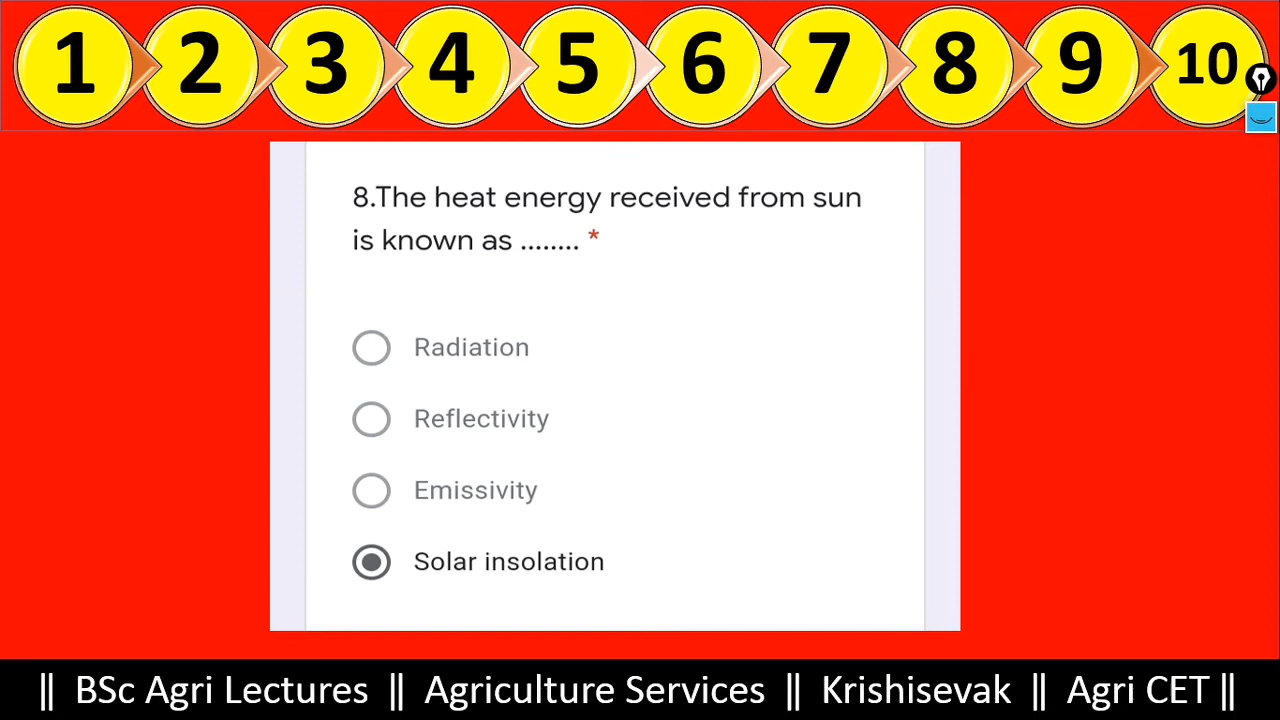 1 2 3 4 5 6 7 8 9 10
8.The heat energy received from sun
is known as ........ *
Radiation
Reflectivity
Emissivity
Solar insolation
|| BSc Agri Lectures || Agriculture Services || Krishisevak || Agri CET ||